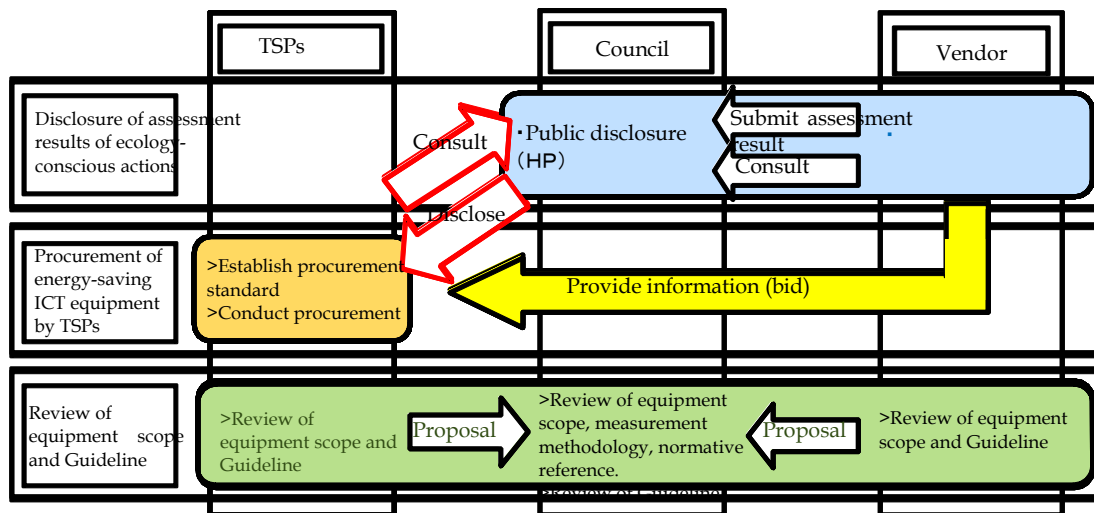 TSPs
Council
Vendor
Disclosure of assessment
results of ecology-
conscious actions
Consult
Disclose
・Public disclosure
（HP）
Submit assessment
result
Consult
Procurement of
energy-saving
ICT equipment
by TSPs
>Establish procurement
standard
>Conduct procurement
Provide information (bid)
Review of
equipment scope
and Guideline
>Review of
equipment scope and
Guideline
Proposal
>Review of equipment
scope, measurement
methodology, normative
reference.
>Review of Guideline
Proposal
>Review of equipment
scope and Guideline